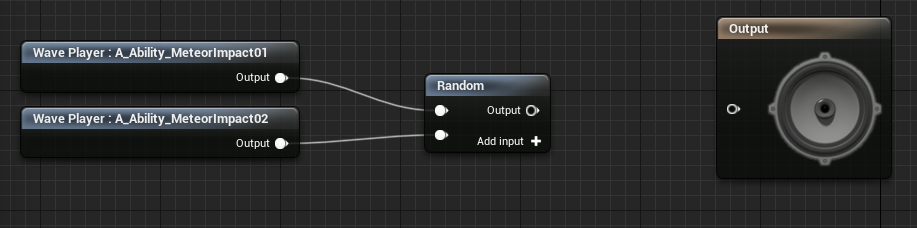 Wave Player : A_Ability_MeteorImpact01
Output
Wave Player : A_Ability_MeteorImpact02
Output
Random
Output
Add input
Output